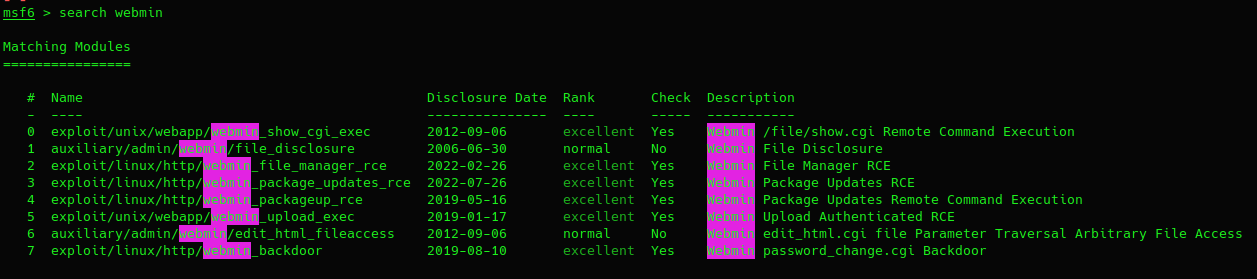 msf6 > search webmin
Matching Modules
================
# Name Disclosure Date Rank Check Description
- ---- --------------- ---- ----- -----------
0 exploit/unix/webapp/webmin_show_cgi_exec 2012-09-06 excellent Yes Webmin /file/show.cgi Remote Command Execution
1 auxiliary/admin/webmin/file_disclosure 2006-06-30 normal No Webmin File Disclosure
2 exploit/linux/http/webmin_file_manager_rce 2022-02-26 excellent Yes Webmin File Manager RCE
3 exploit/linux/http/webmin_package_updates_rce 2022-07-26 excellent Yes Webmin Package Updates RCE
4 exploit/linux/http/webmin_packageup_rce 2019-05-16 excellent Yes Webmin Package Updates Remote Command Execution
5 exploit/unix/webapp/webmin_upload_exec 2019-01-17 excellent Yes Webmin Upload Authenticated RCE
6 auxiliary/admin/webmin/edit_html_fileaccess 2012-09-06 normal No Webmin edit_html.cgi file Parameter Traversal Arbitrary File Access
7 exploit/linux/http/webmin_backdoor 2019-08-10 excellent Yes Webmin password_change.cgi Backdoor